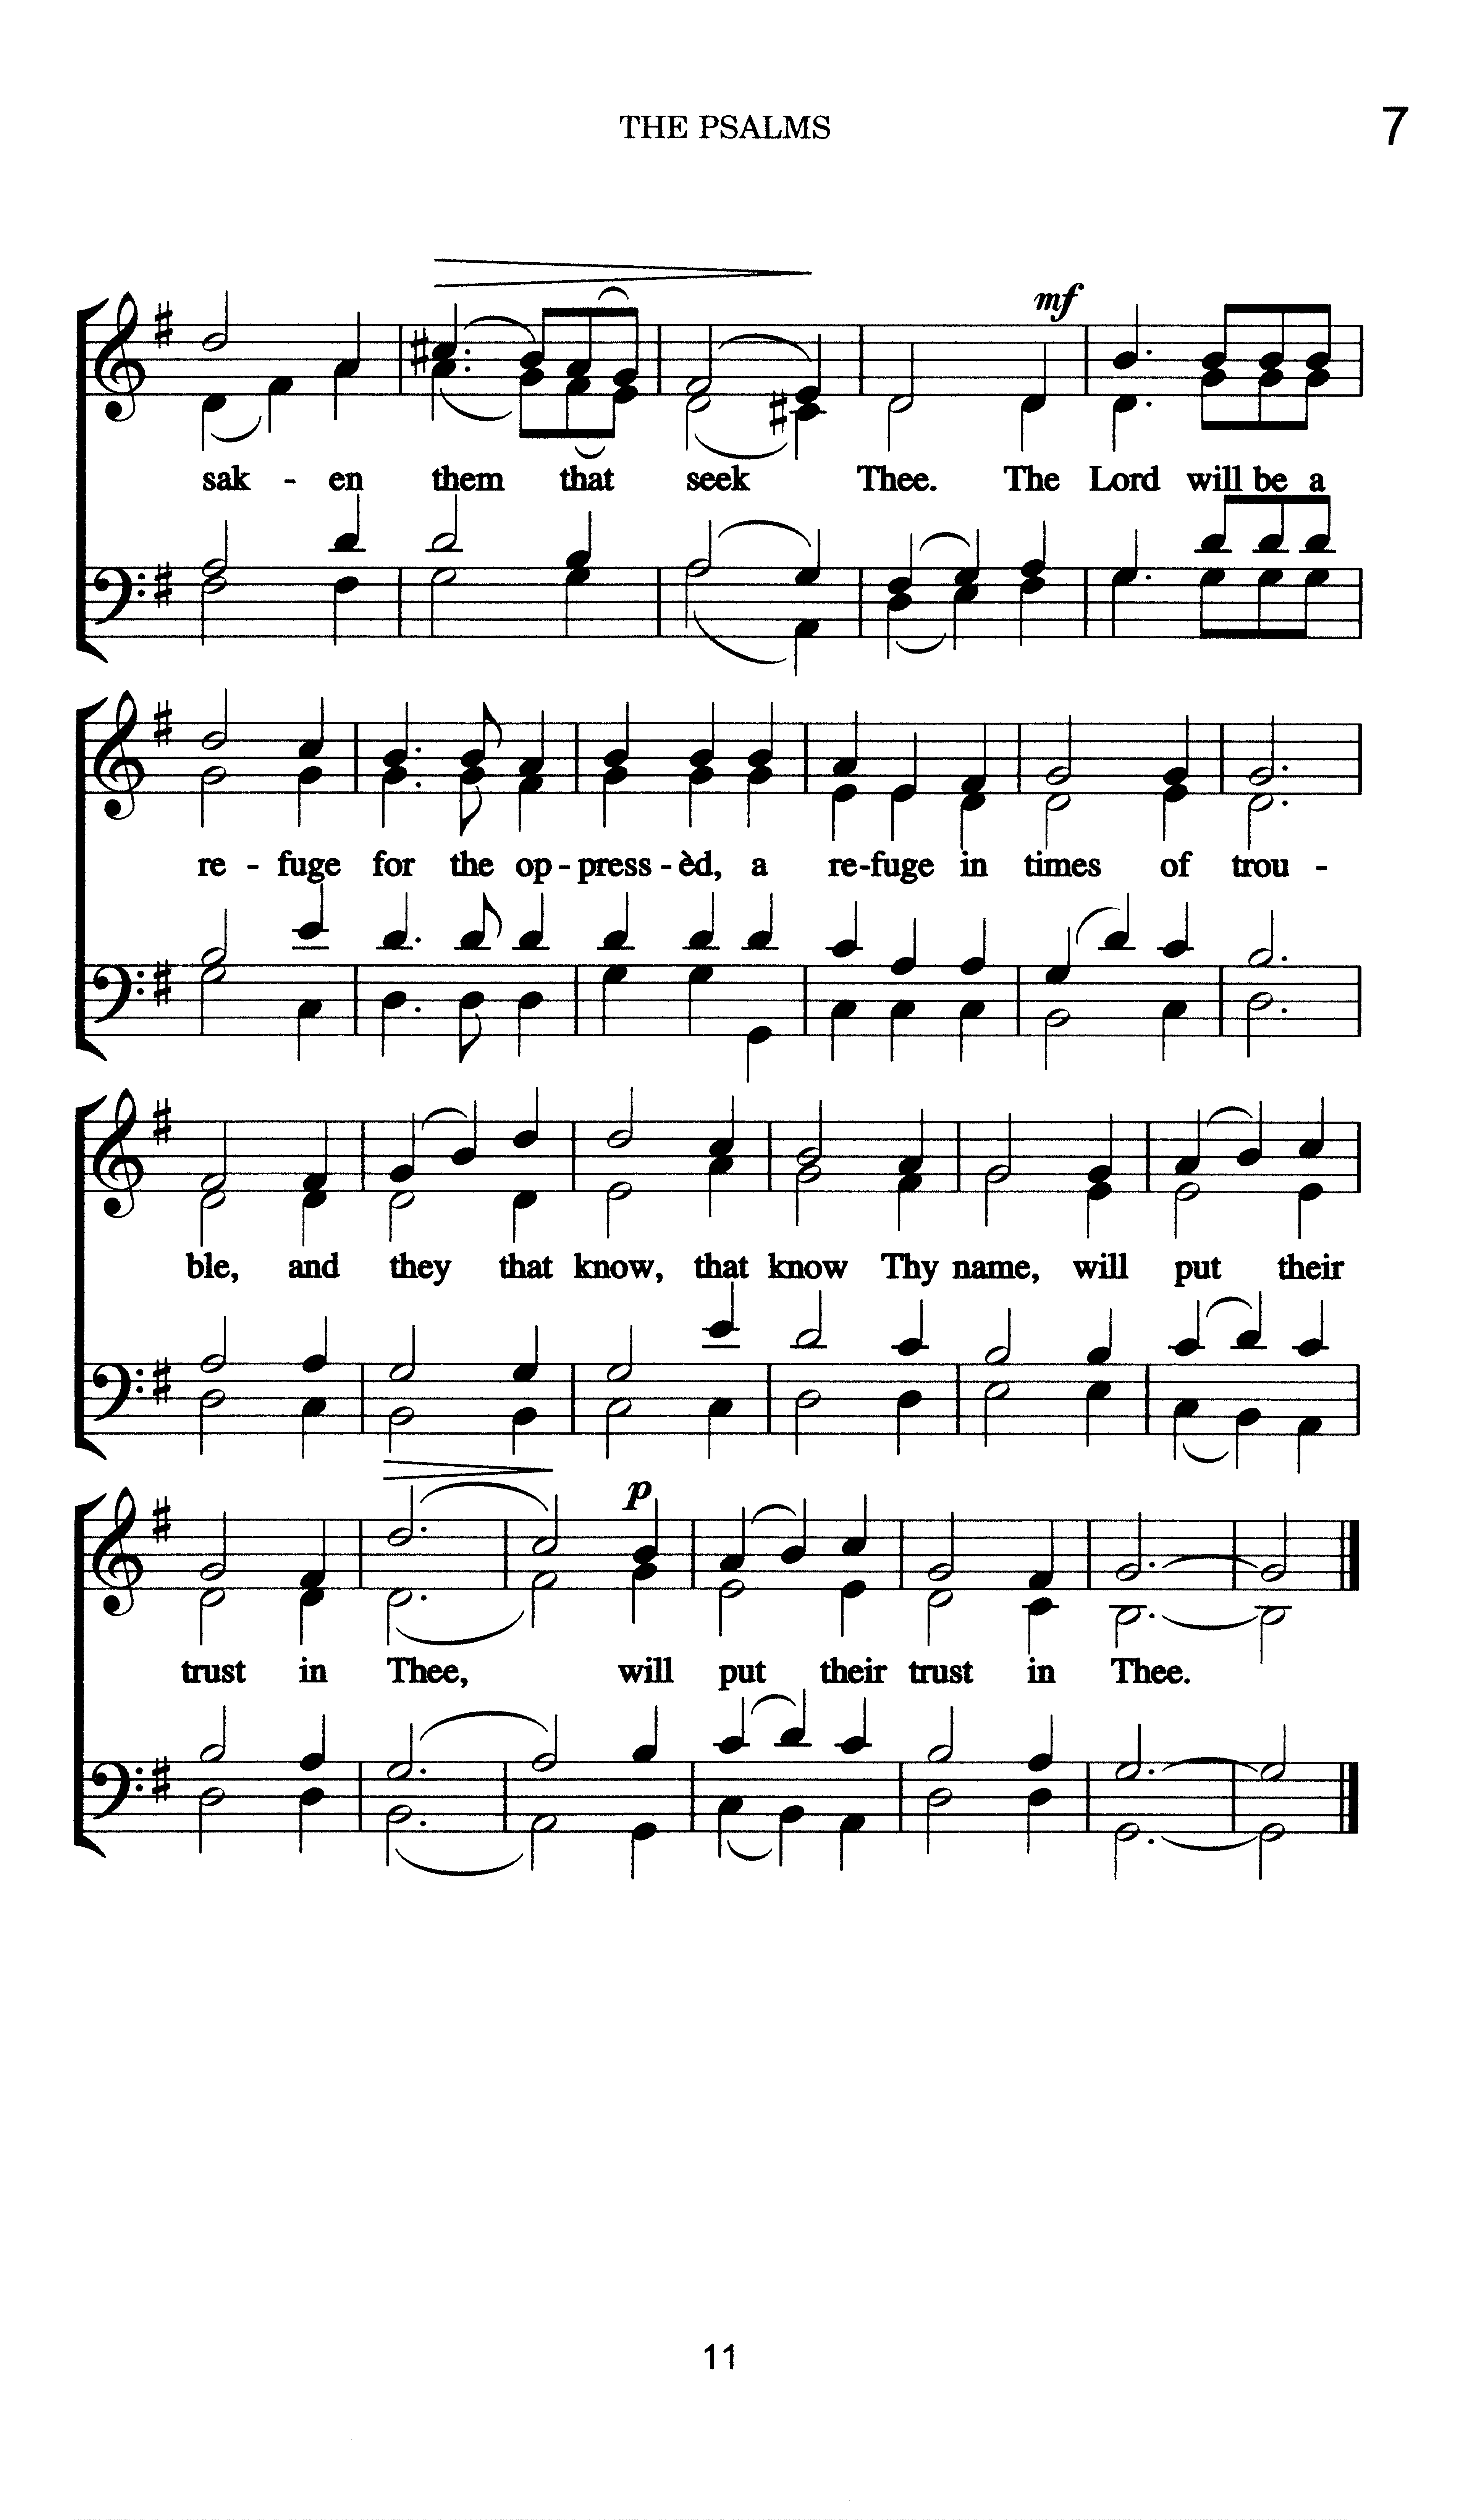 THE PSALMS
7
mf
sak - en them that seek Thee. The Lord will be a
re - fuge for the op - press - èd, a re-fuge in times of trou -
ble, and they that know, that know Thy name, will put their
p
trust in Thee, will put their trust in Thee.
11